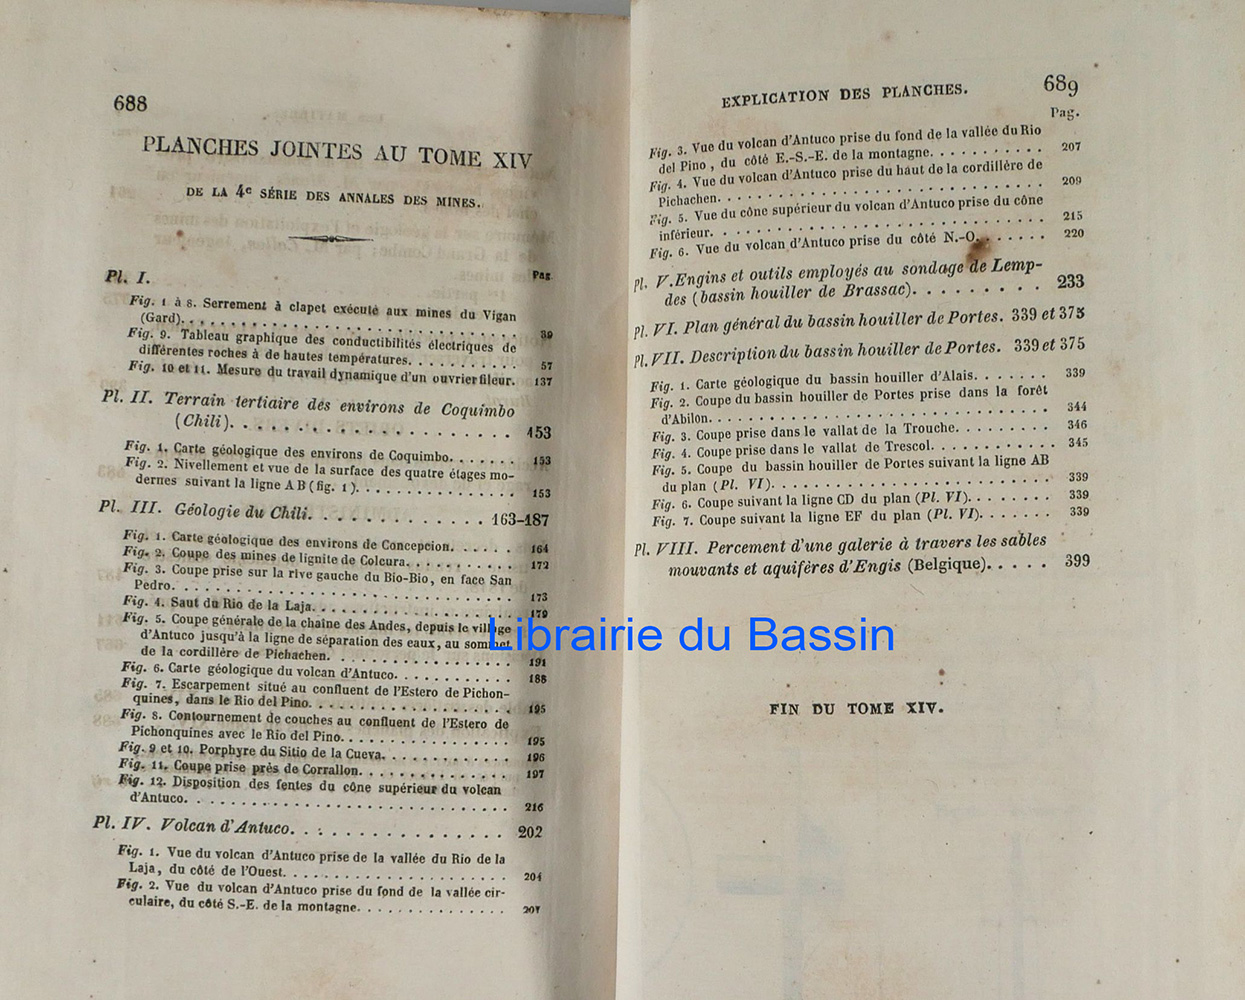 688
PLANCHES JOINTES AU TOME XIV
DE LA 4e SÉRIE DES ANNALES DES MINES.
Pl. I.
Pag.
Fig. 1 à 8. Serrement à clapet exécuté aux mines du Vigan
(Gard). 39
Fig. 9. Tableau graphique des conductibilités électriques de
différentes roches à de hautes températures. 57
Fig. 10 et 11. Mesure du travail dynamique d'un ouvrier fileur. 137
Pl. II. Terrain tertiaire des environs de Coquimbo
(Chili). 153
Fig. 1. Carte géologique des environs de Coquimbo. 153
Fig. 2. Nivellement et vue de la surface des quatre étages mo-
dernes suivant la ligne AB (fig. 1). 153
Pl. III. Géologie du Chili. 163-187
Fig. 1. Carte géologique des environs de Concepcion. 164
Fig. 2. Coupe des mines de lignite de Colcura. 172
Fig. 3. Coupe prise sur la rive gauche du Bio-Bio, en face San
Pedro. 173
Fig. 4. Saut du Rio de la Laja. 179
Fig. 5. Coupe générale de la chaîne des Andes, depuis le village
d'Antuco jusqu'à la ligne de séparation des eaux, au sommet
de la cordillère de Pichachen. 191
Fig. 6. Carte géologique du volcan d'Antuco. 188
Fig. 7. Escarpement situé au confluent de l'Estero de Pichon-
quines, dans le Rio del Pino. 195
Fig. 8. Contournement de couches au confluent de l'Estero de
Pichonquines avec le Rio del Pino. 195
Fig. 9 et 10. Porphyre du Sitio de la Cueva. 196
Fig. 11. Coupe prise près de Corrallon. 197
Fig. 12. Disposition des fentes du cône supérieur du volcan
d'Antuco. 216
Pl. IV. Volcan d'Antuco. 202
Fig. 1. Vue du volcan d'Antuco prise de la vallée du Rio de la
Laja, du côté de l'Ouest. 204
Fig. 2. Vue du volcan d'Antuco prise du fond de la vallée cir-
culaire, du côté S.-E. de la montagne. 207
EXPLICATION DES PLANCHES. 689
Pag.
Fig. 3. Vue du volcan d'Antuco prise du fond de la vallée du Rio
del Pino, du côté E.-S.-E. de la montagne. 207
Fig. 4. Vue du volcan d'Antuco prise du haut de la cordillère de
Pichachen. 209
Fig. 5. Vue du cône supérieur du volcan d'Antuco prise du cône
inférieur. 215
Fig. 6. Vue du volcan d'Antuco prise du côté N.-O. 220
Pl. V. Engins et outils employés au sondage de Lemp-
des (bassin houiller de Brassac). 233
Pl. VI. Plan général du bassin houiller de Portes. 339 et 375
Pl. VII. Description du bassin houiller de Portes. 339 et 375
Fig. 1. Carte géologique du bassin houiller d'Alais. 339
Fig. 2. Coupe du bassin houiller de Portes prise dans la forêt
d'Abilon. 344
Fig. 3. Coupe prise dans le vallat de la Trouche. 346
Fig. 4. Coupe prise dans le vallat de Trescol. 345
Fig. 5. Coupe du bassin houiller de Portes suivant la ligne AB
du plan (Pl. VI). 339
Fig. 6. Coupe suivant la ligne CD du plan (Pl. VI). 339
Fig. 7. Coupe suivant la ligne EF du plan (Pl. VI). 339
Pl. VIII. Percement d'une galerie à travers les sables
mouvants et aquifères d'Engis (Belgique). 399
Librairie du Bassin
FIN DU TOME XIV.